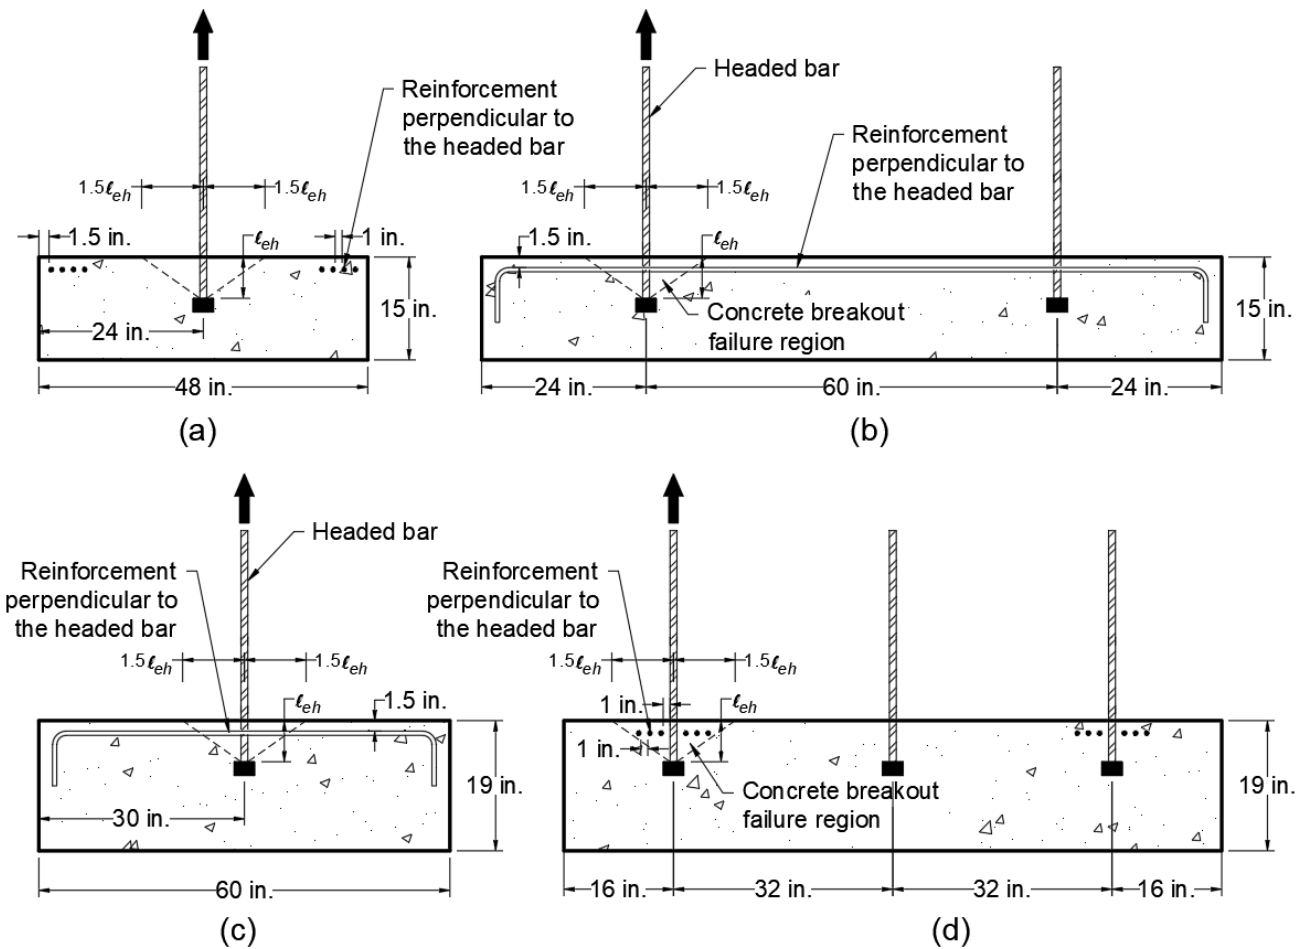 Reinforcement
perpendicular to
the headed bar
1.5ℓeh
1.5ℓeh
1.5 in.
ℓeh
1 in.
24 in.
15 in.
48 in.
(a)
Headed bar
Reinforcement
perpendicular to
the headed bar
1.5ℓeh
1.5ℓeh
1.5 in.
ℓeh
Concrete breakout
failure region
15 in.
24 in.
60 in.
24 in.
(b)
Headed bar
Reinforcement
perpendicular to
the headed bar
1.5ℓeh
1.5ℓeh
ℓeh
1.5 in.
30 in.
19 in.
60 in.
(c)
Reinforcement
perpendicular to
the headed bar
1.5ℓeh
1.5ℓeh
1 in.
ℓeh
1 in.
Concrete breakout
failure region
19 in.
16 in.
32 in.
32 in.
16 in.
(d)